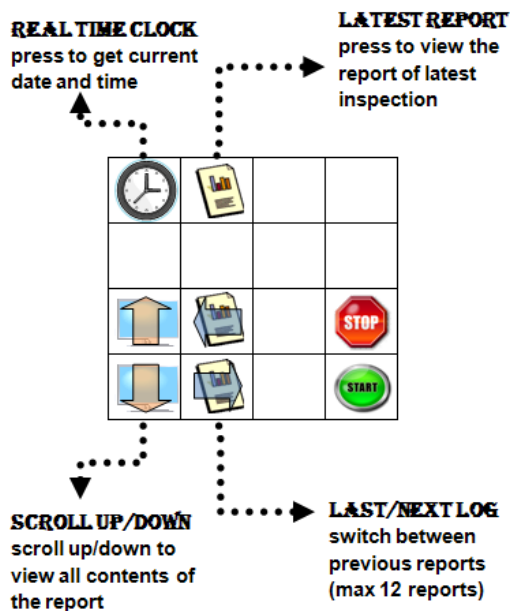 REAL TIME CLOCK
press to get current
date and time
LATEST REPORT
press to view the
report of latest
inspection
STOP
START
SCROLL UP/DOWN
scroll up/down to
view all contents of
the report
LAST/NEXT LOG
switch between
previous reports
(max 12 reports)